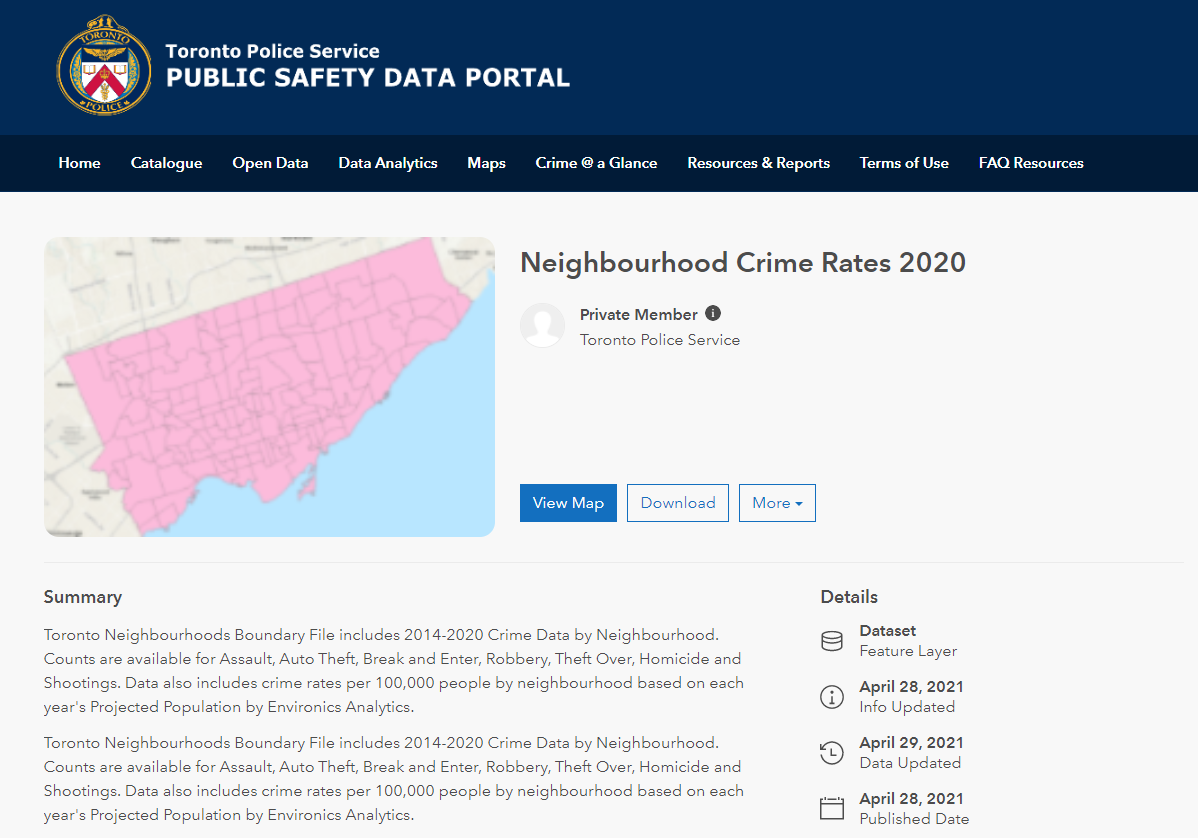 TORONTO
POLICE
Toronto Police Service
PUBLIC SAFETY DATA PORTAL
Home Catalogue Open Data Data Analytics Maps Crime @ a Glance Resources & Reports Terms of Use FAQ Resources
Neighbourhood Crime Rates 2020
Private Member
Toronto Police Service
View Map Download More
Summary
Toronto Neighbourhoods Boundary File includes 2014-2020 Crime Data by Neighbourhood.
Counts are available for Assault, Auto Theft, Break and Enter, Robbery, Theft Over, Homicide and
Shootings. Data also includes crime rates per 100,000 people by neighbourhood based on each
year's Projected Population by Environics Analytics.
Toronto Neighbourhoods Boundary File includes 2014-2020 Crime Data by Neighbourhood.
Counts are available for Assault, Auto Theft, Break and Enter, Robbery, Theft Over, Homicide and
Shootings. Data also includes crime rates per 100,000 people by neighbourhood based on each
year's Projected Population by Environics Analytics.
Details
Dataset
Feature Layer
April 28, 2021
Info Updated
April 29, 2021
Data Updated
April 28, 2021
Published Date